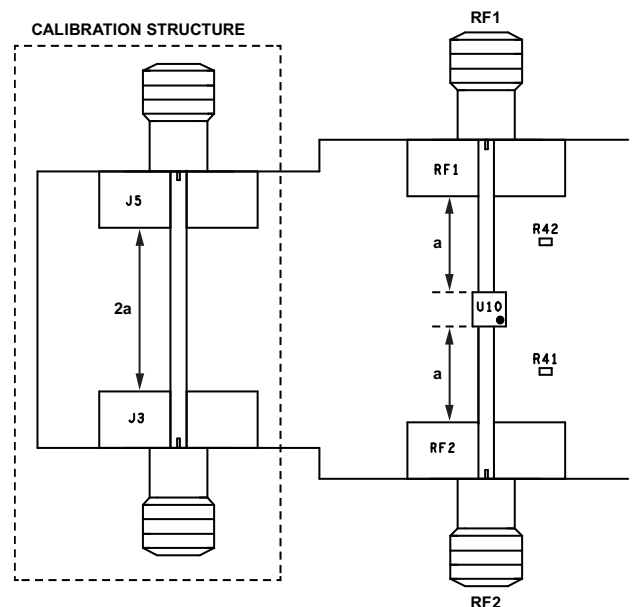 CALIBRATION STRUCTURE
J5
2a
J3
RF1
RF1
a
R42
U10
a
R41
RF2
RF2